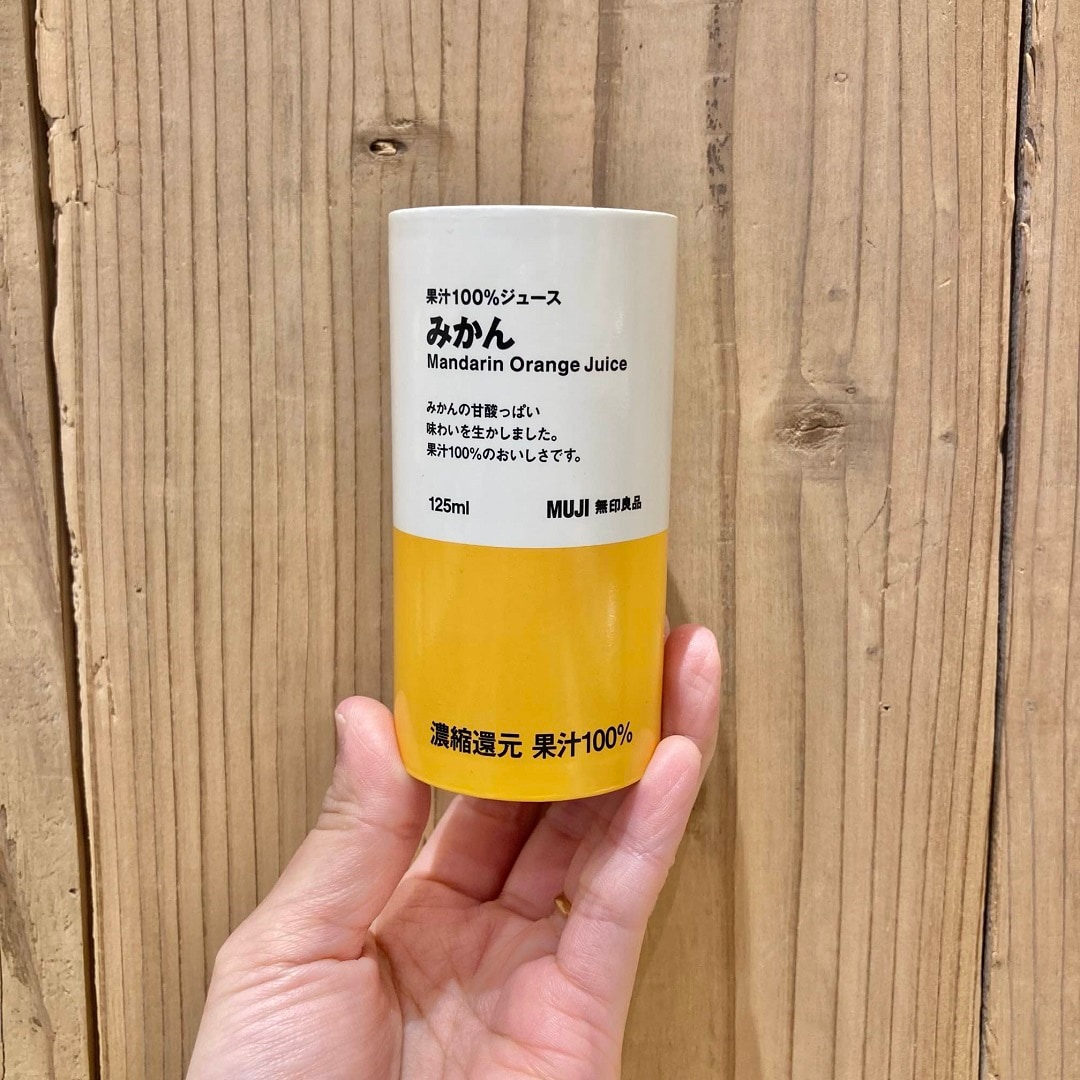 果汁100%ジュース
みかん
Mandarin Orange Juice
みかんの甘酸っぱい
味わいを生かしました。
果汁100%のおいしさです。
125ml MUJI 無印良品
濃縮還元 果汁100%